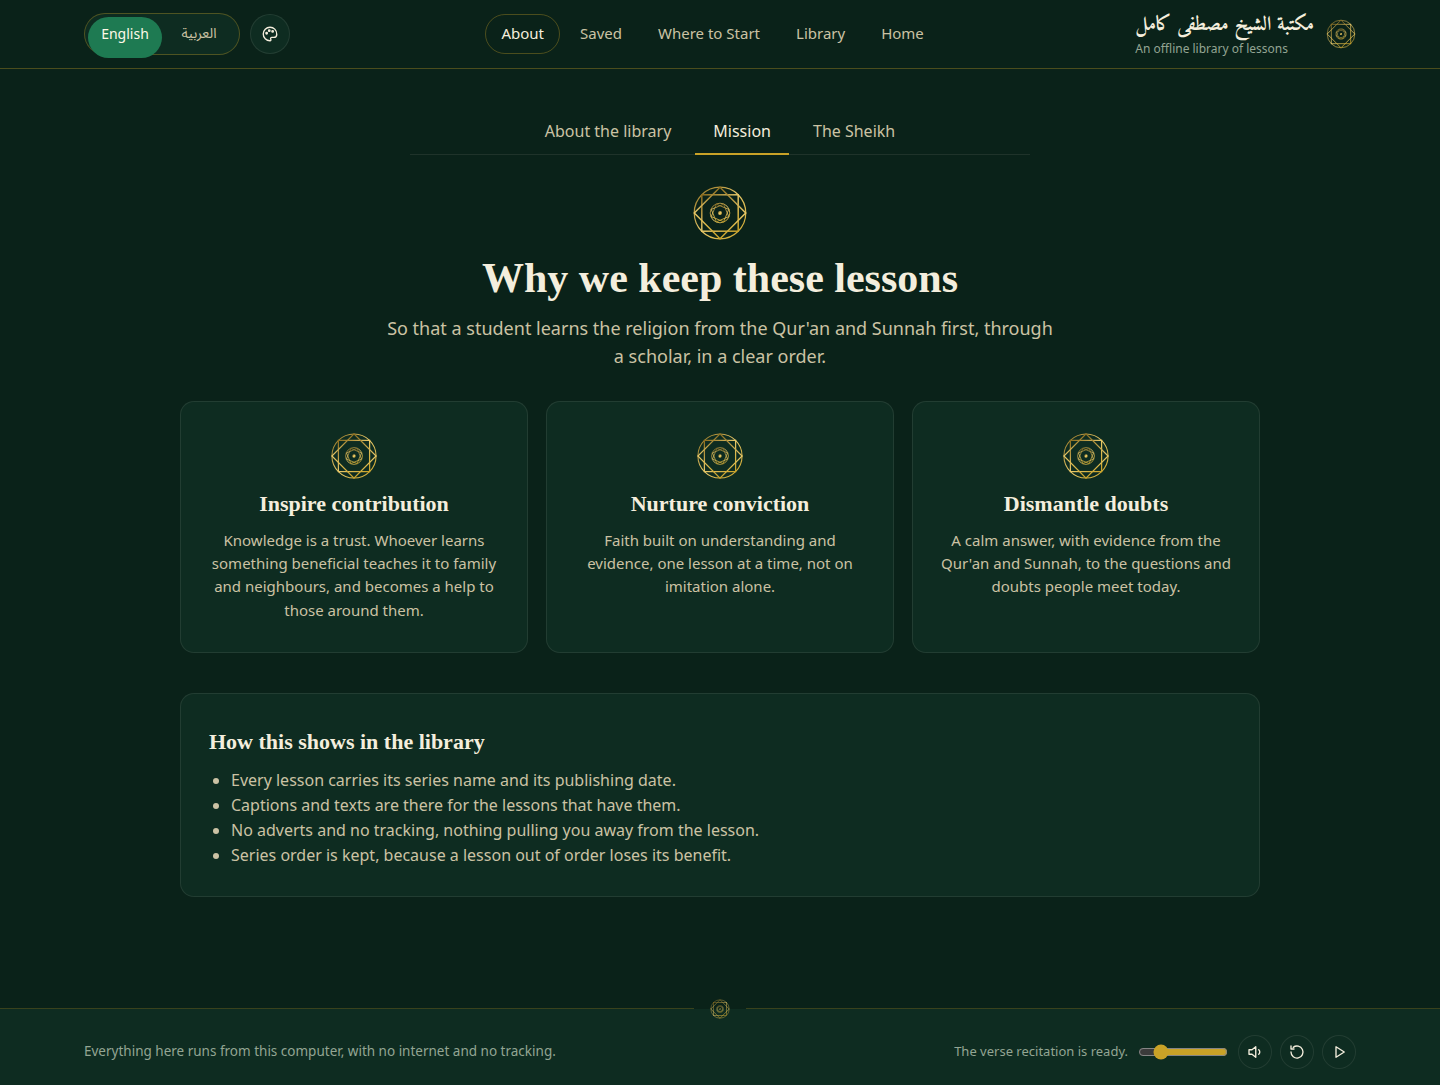 English
العربية
About
Saved
Where to Start
Library
Home
مكتبة الشيخ مصطفى كامل
An offline library of lessons
About the library
Mission
The Sheikh
Why we keep these lessons
So that a student learns the religion from the Qur'an and Sunnah first, through
a scholar, in a clear order.
Inspire contribution
Knowledge is a trust. Whoever learns
something beneficial teaches it to family
and neighbours, and becomes a help to
those around them.
Nurture conviction
Faith built on understanding and
evidence, one lesson at a time, not on
imitation alone.
Dismantle doubts
A calm answer, with evidence from the
Qur'an and Sunnah, to the questions and
doubts people meet today.
How this shows in the library
Every lesson carries its series name and its publishing date.
Captions and texts are there for the lessons that have them.
No adverts and no tracking, nothing pulling you away from the lesson.
Series order is kept, because a lesson out of order loses its benefit.
Everything here runs from this computer, with no internet and no tracking.
The verse recitation is ready.